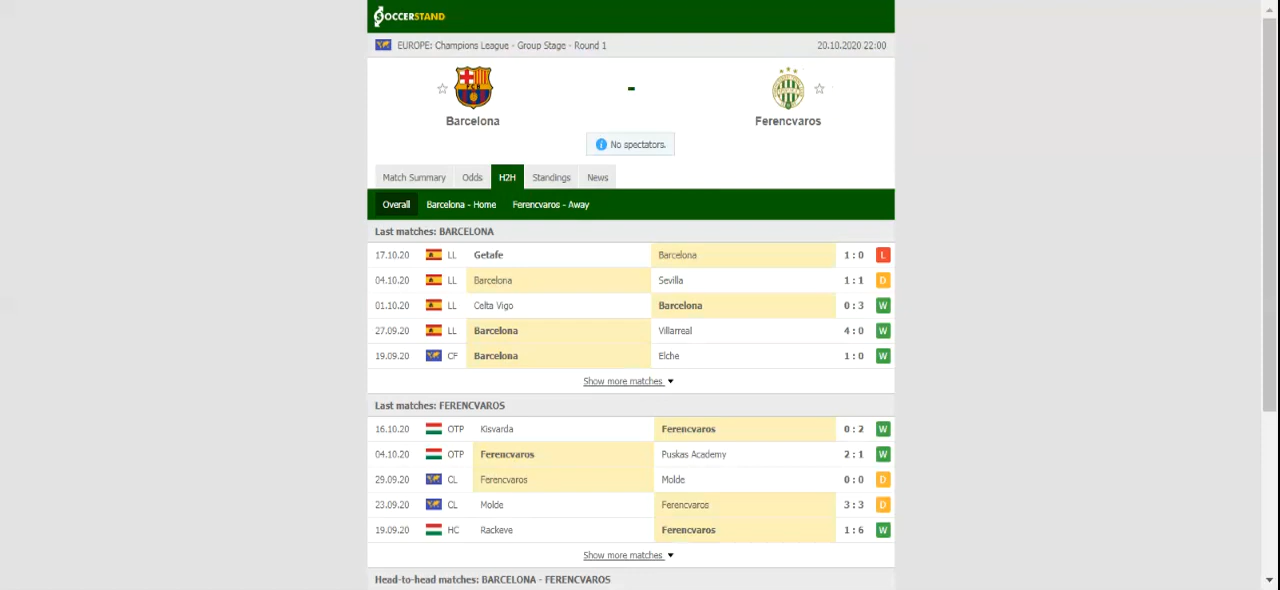 SOCCERSTAND
EUROPE: Champions League - Group Stage - Round 1 20.10.2020 22:00
FCB
-
Barcelona Ferencvaros
i No spectators.
Match Summary Odds H2H Standings News
Overall Barcelona - Home Ferencvaros - Away
Last matches: BARCELONA
17.10.20 LL Getafe Barcelona 1 : 0 L
04.10.20 LL Barcelona Sevilla 1 : 1 D
01.10.20 LL Celta Vigo Barcelona 0 : 3 W
27.09.20 LL Barcelona Villarreal 4 : 0 W
19.09.20 CF Barcelona Elche 1 : 0 W
Show more matches
Last matches: FERENCVAROS
16.10.20 OTP Kisvarda Ferencvaros 0 : 2 W
04.10.20 OTP Ferencvaros Puskas Academy 2 : 1 W
29.09.20 CL Ferencvaros Molde 0 : 0 D
23.09.20 CL Molde Ferencvaros 3 : 3 D
19.09.20 HC Rackeve Ferencvaros 1 : 6 W
Show more matches
Head-to-head matches: BARCELONA - FERENCVAROS